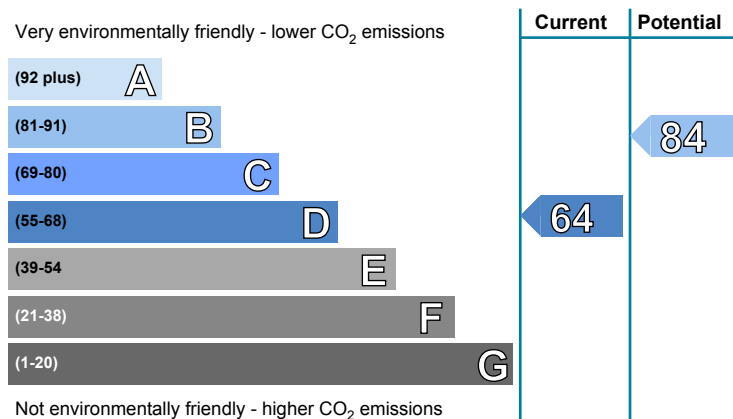 Very environmentally friendly - lower CO2 emissions
Current
Potential
(92 plus) A
(81-91) B
84
(69-80) C
(55-68) D
64
(39-54 E
(21-38) F
(1-20) G
Not environmentally friendly - higher CO2 emissions